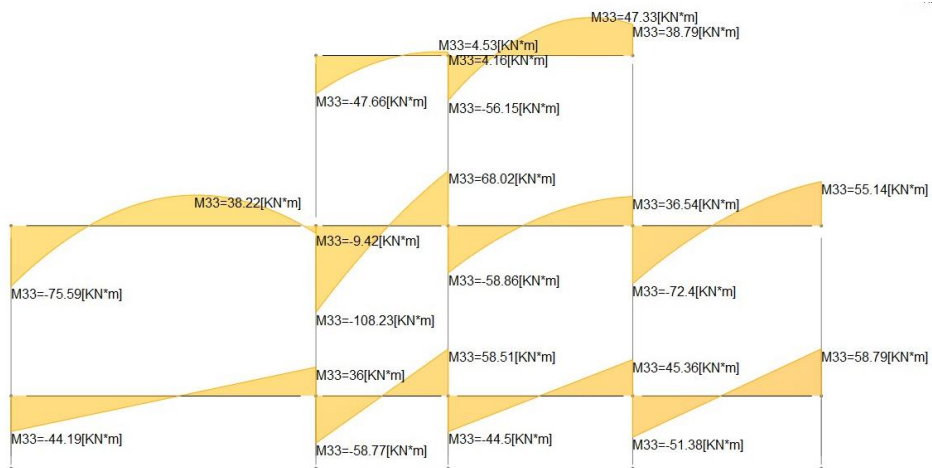 M33=47.33[KN*m]
M33=38.79[KN*m]
M33=4.53[KN*m]
M33=4.16[KN*m]
M33=-47.66[KN*m]
M33=-56.15[KN*m]
M33=68.02[KN*m]
M33=55.14[KN*m]
M33=38.22[KN*m]
M33=36.54[KN*m]
M33=-9.42[KN*m]
M33=-58.86[KN*m]
M33=-75.59[KN*m]
M33=-72.4[KN*m]
M33=-108.23[KN*m]
M33=58.51[KN*m]
M33=58.79[KN*m]
M33=36[KN*m]
M33=45.36[KN*m]
M33=-44.19[KN*m]
M33=-58.77[KN*m]
M33=-44.5[KN*m]
M33=-51.38[KN*m]